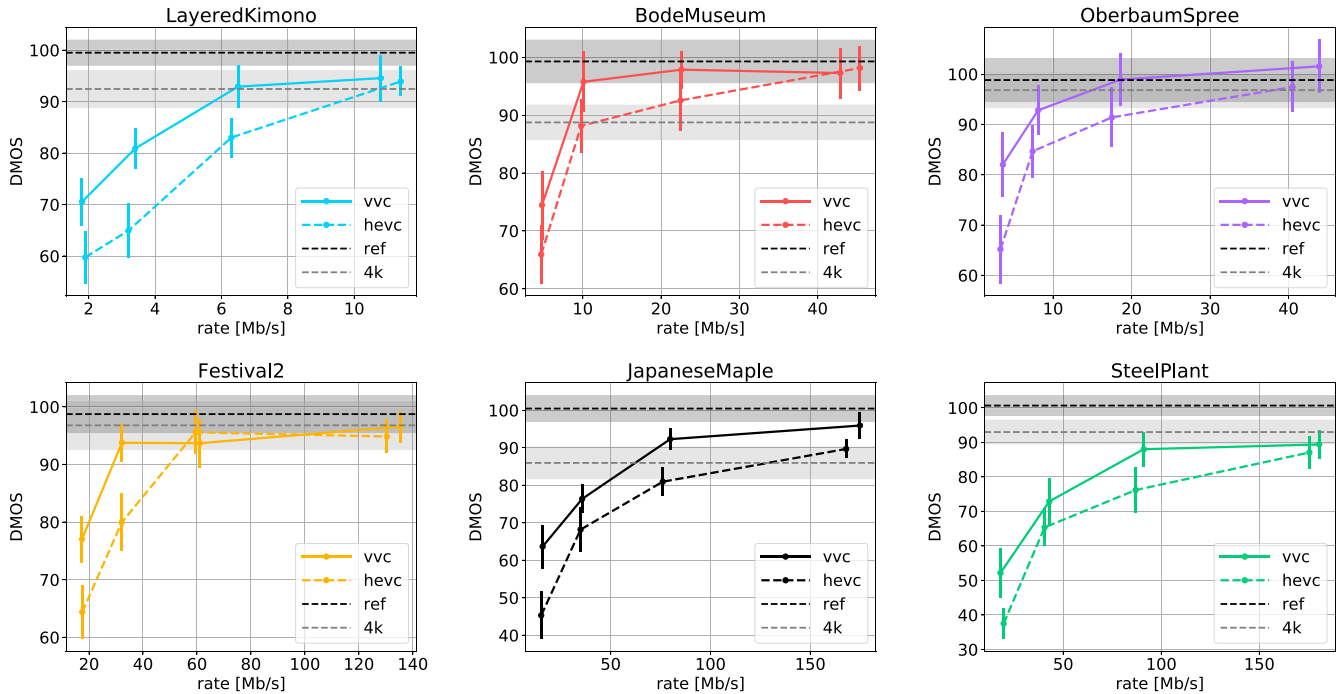 LayeredKimono
DMOS
100
90
80
70
60
2
4
6
8
10
rate [Mb/s]
vvc
hevc
ref
4k
BodeMuseum
DMOS
100
90
80
70
60
10
20
30
40
rate [Mb/s]
vvc
hevc
ref
4k
OberbaumSpree
DMOS
100
90
80
70
60
10
20
30
40
rate [Mb/s]
vvc
hevc
ref
4k
Festival2
DMOS
100
90
80
70
60
20
40
60
80
100
120
140
rate [Mb/s]
vvc
hevc
ref
4k
JapaneseMaple
DMOS
100
90
80
70
60
50
40
50
100
150
rate [Mb/s]
vvc
hevc
ref
4k
SteelPlant
DMOS
100
90
80
70
60
50
40
30
50
100
150
rate [Mb/s]
vvc
hevc
ref
4k